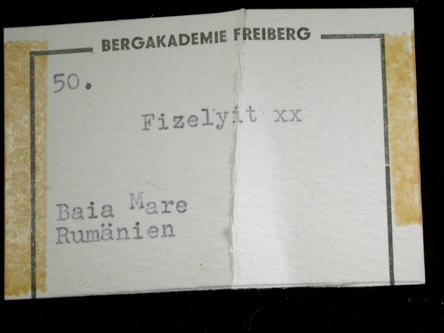 BERGAKADEMIE FREIBERG
50.
Fizelyit xx
Baia Mare
Rumänien